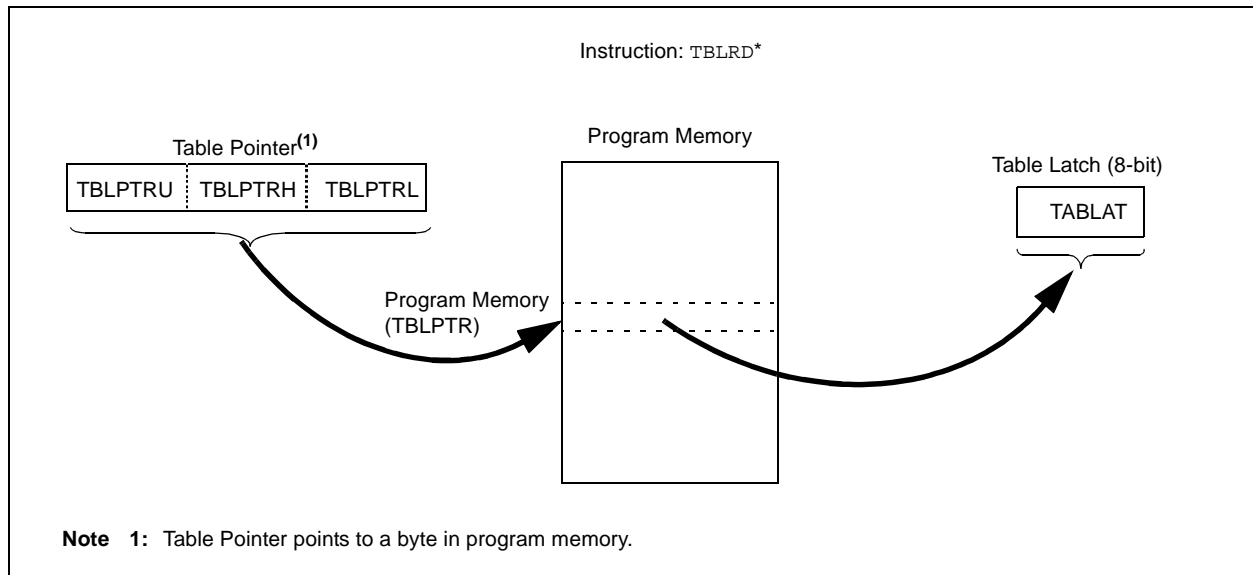 Instruction: TBLRD*
Table Pointer(1)
TBLPTRU TBLPTRH TBLPTRL
Program Memory
Table Latch (8-bit)
TABLAT
Program Memory
(TBLPTR)
Note 1: Table Pointer points to a byte in program memory.